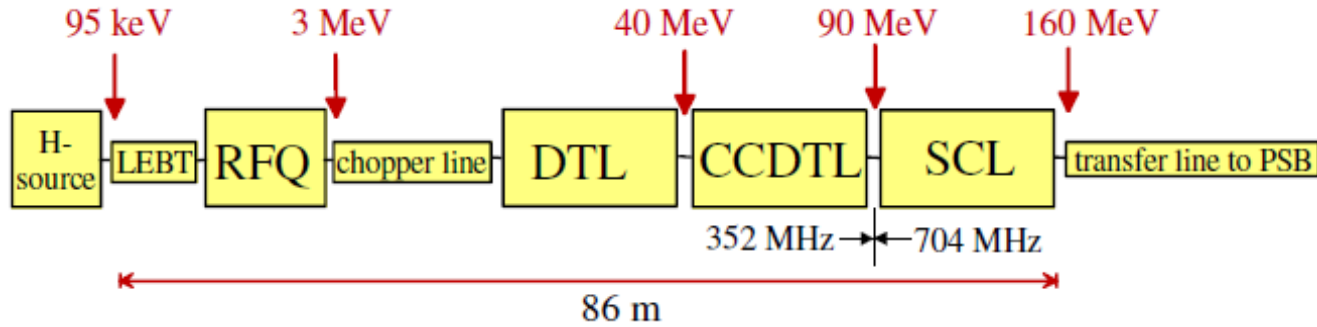 95 keV
3 MeV
40 MeV
90 MeV
160 MeV
H-
source
LEBT
RFQ
chopper line
DTL
CCDTL
SCL
transfer line to PSB
352 MHz
704 MHz
86 m